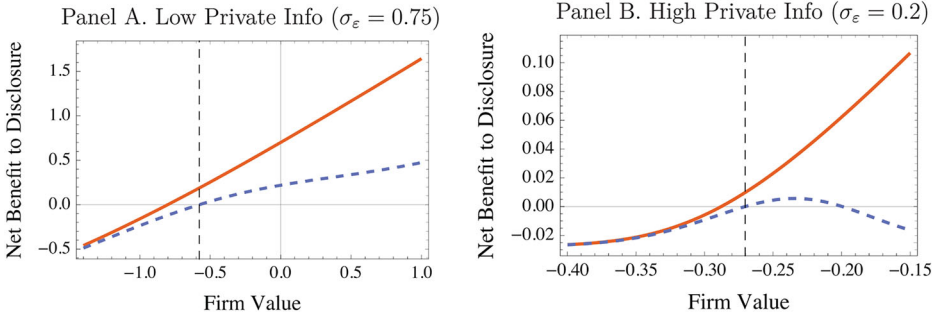 Panel A. Low Private Info (σε = 0.75)
Net Benefit to Disclosure
1.5
1.0
0.5
0.0
−0.5
−1.0 −0.5 0.0 0.5 1.0
Firm Value
Panel B. High Private Info (σε = 0.2)
Net Benefit to Disclosure
0.10
0.08
0.06
0.04
0.02
0.00
−0.02
−0.40 −0.35 −0.30 −0.25 −0.20 −0.15
Firm Value